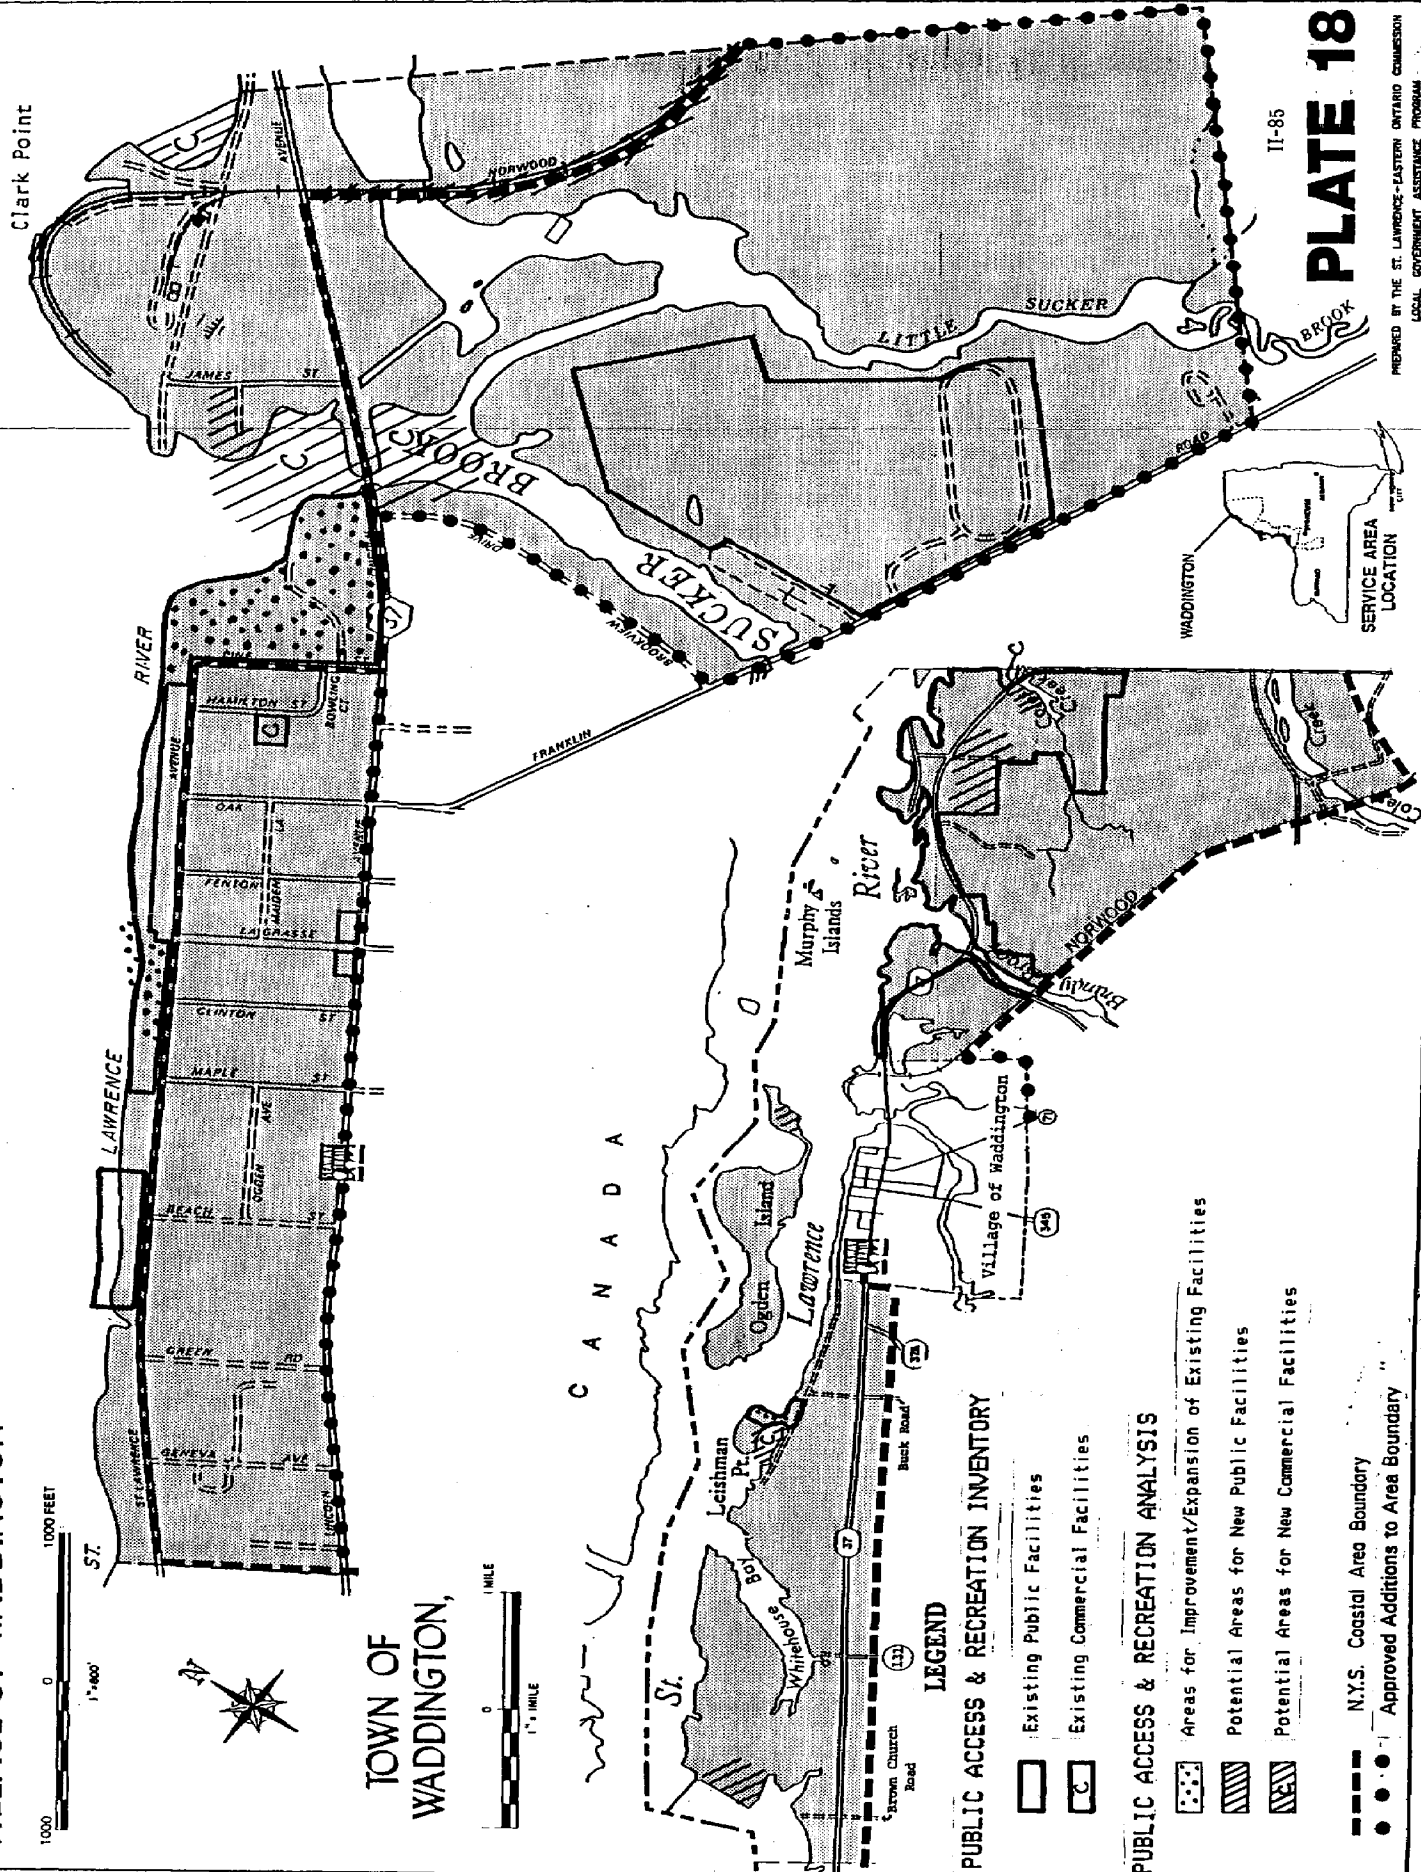 Clark Point
RIVER
LAWRENCE
ST.
1000
0
1000 FEET
1"=800'
N
AVENUE
NORWOOD
JAMES ST.
C
C
SUCKER BROOK
LITTLE SUCKER BROOK
BROOKVIEW DRIVE
ROAD
FRANKLIN
37
PINE
HAMILTON ST
C
BOWLING CT.
AVENUE
OAK
LA
FENTON
MAIDEN
LA GRASSE
AVENUE
CLINTON ST
MAPLE ST
OGDEN AVE
BEACH ST
GREEN RD
GENEVA AVE
ST. LAWRENCE
LINCOLN
TOWN OF
WADDINGTON,
1 MILE
0
1"= 1 MILE
C A N A D A
St. Lawrence River
Murphy Islands
Ogden Island
Leishman Pt.
C
Whitehouse Bay
Brown Church Road
131
37
Buck Road
37B
345
Village of Waddington
Brandy Brook
NORWOOD
Coles Creek
C
LEGEND
PUBLIC ACCESS & RECREATION INVENTORY
Existing Public Facilities
C Existing Commercial Facilities
PUBLIC ACCESS & RECREATION ANALYSIS
Areas for Improvement/Expansion of Existing Facilities
Potential Areas for New Public Facilities
C Potential Areas for New Commercial Facilities
N.Y.S. Coastal Area Boundary
Approved Additions to Area Boundary
WADDINGTON
SERVICE AREA
LOCATION
II-85
PLATE 18
PREPARED BY THE ST. LAWRENCE-EASTERN ONTARIO COMMISSION
LOCAL GOVERNMENT ASSISTANCE PROGRAM